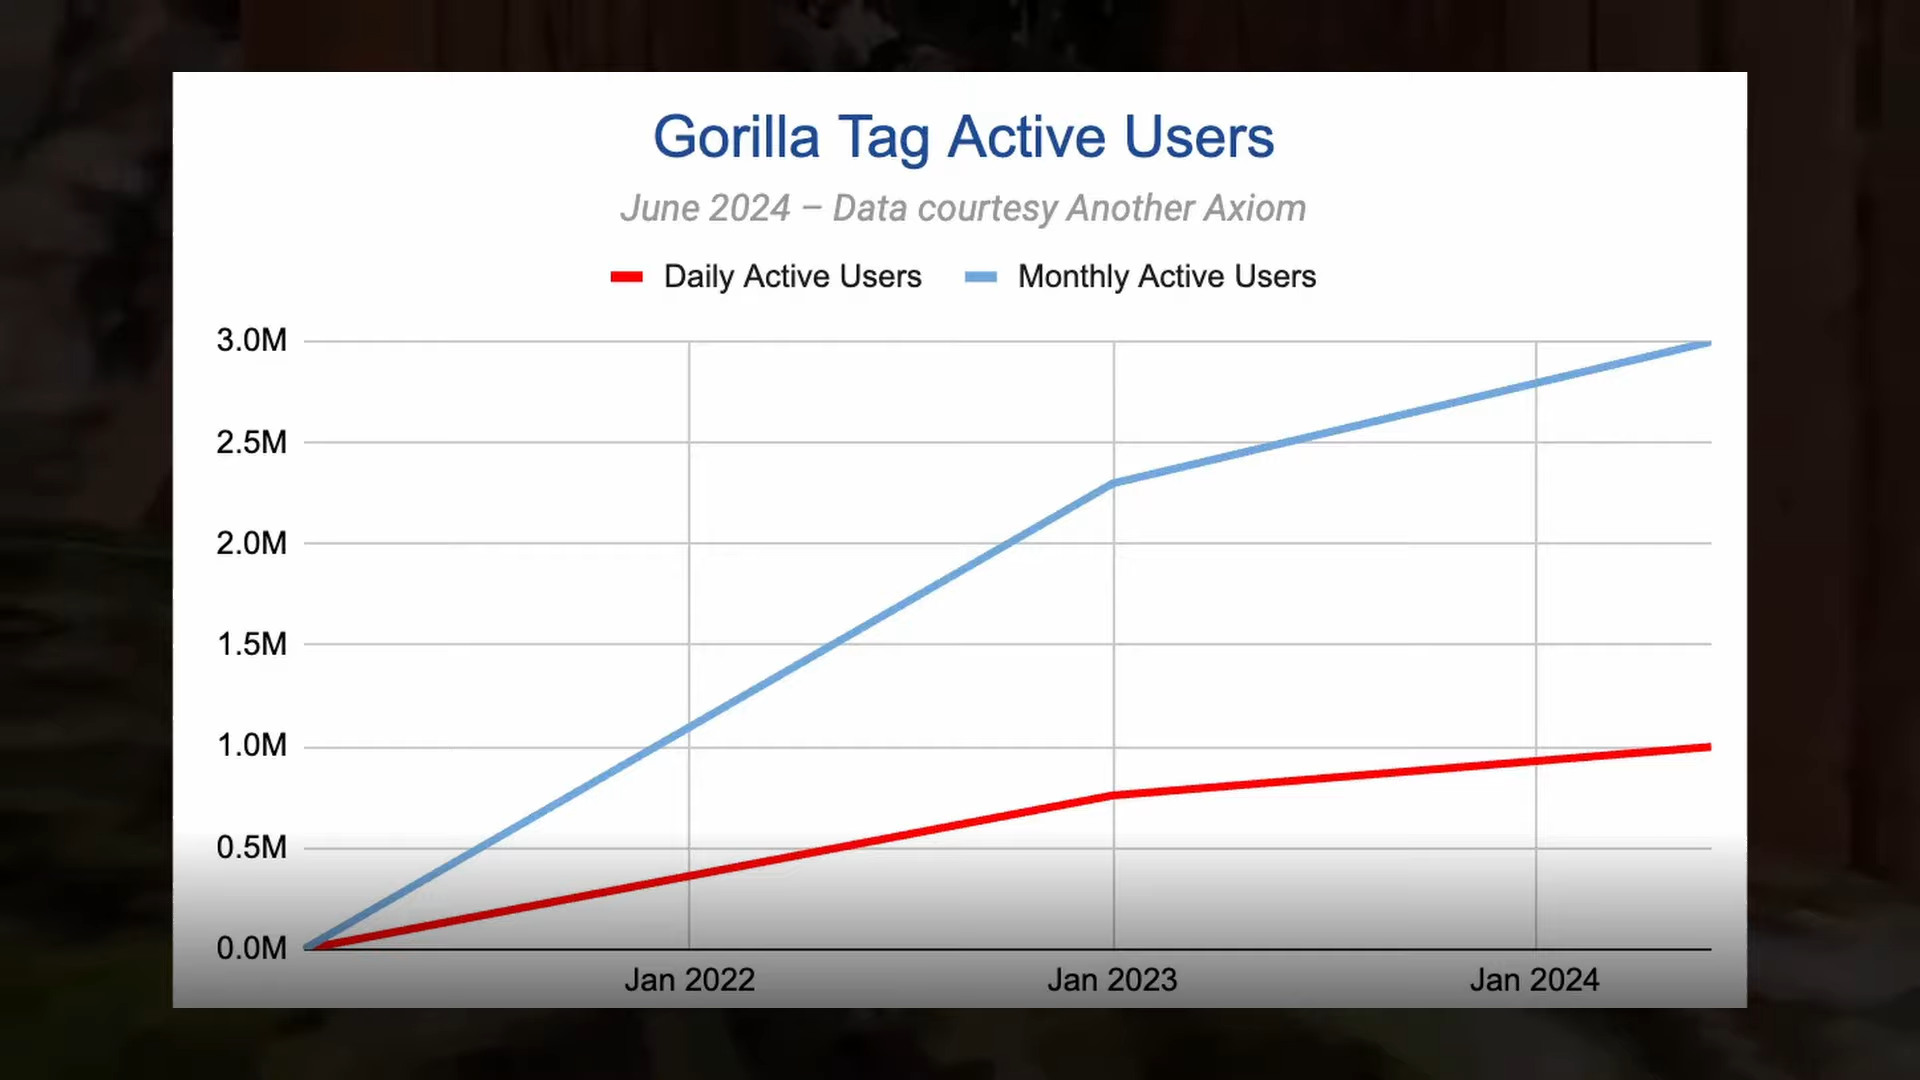 Gorilla Tag Active Users
June 2024 – Data courtesy Another Axiom
Daily Active Users Monthly Active Users
3.0M
2.5M
2.0M
1.5M
1.0M
0.5M
0.0M
Jan 2022 Jan 2023 Jan 2024